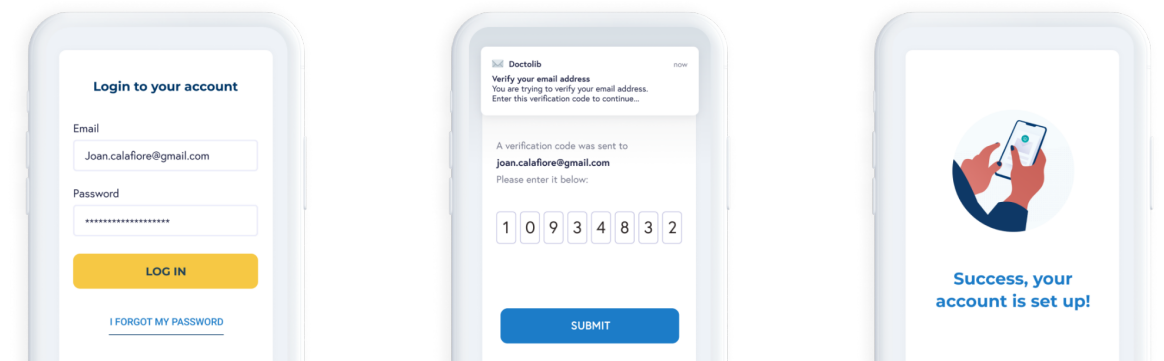 Login to your account
Email
Joan.calafiore@gmail.com
Password
*******************
LOG IN
I FORGOT MY PASSWORD
Doctolib
now
Verify your email address
You are trying to verify your email address.
Enter this verification code to continue...
A verification code was sent to
joan.calafiore@gmail.com
Please enter it below:
1 0 9 3 4 8 3 2
SUBMIT
Success, your
account is set up!